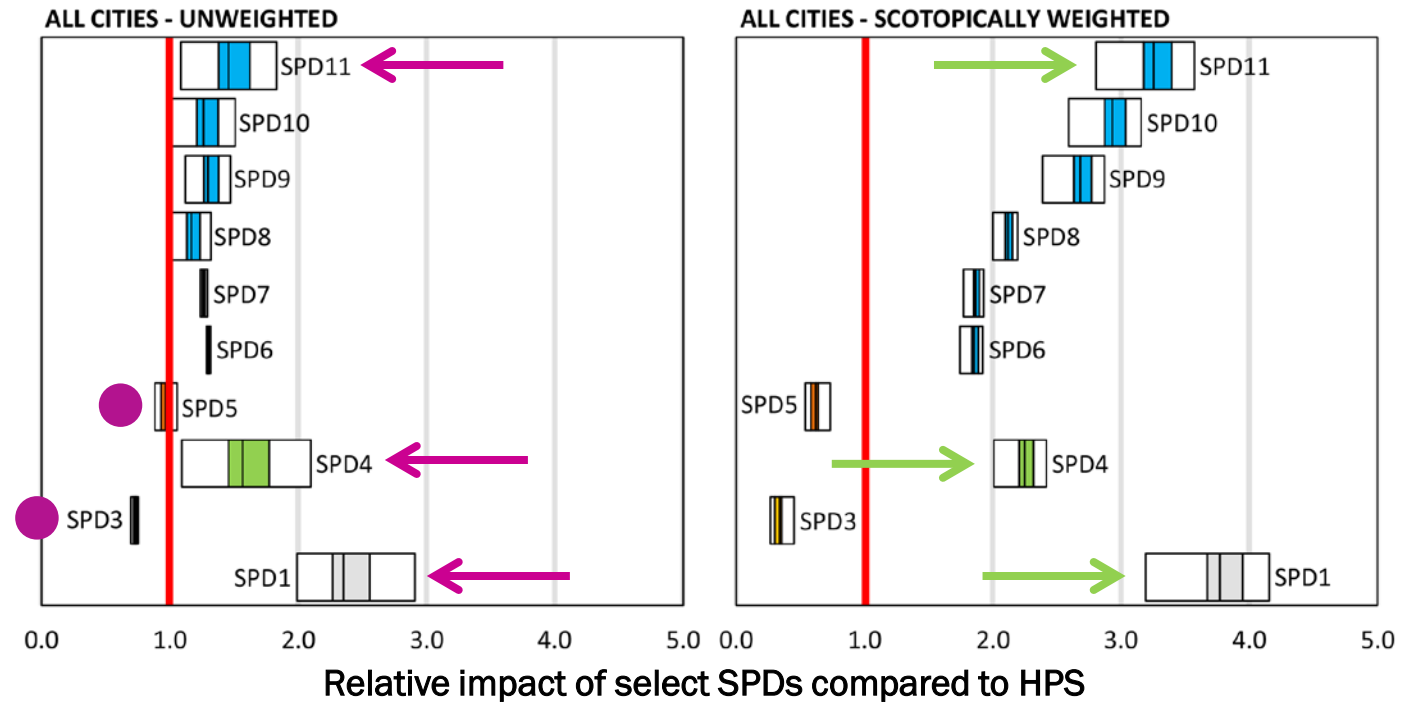 ALL CITIES - UNWEIGHTED
SPD11
SPD10
SPD9
SPD8
SPD7
SPD6
SPD5
SPD4
SPD3
SPD1
0.0 1.0 2.0 3.0 4.0 5.0
ALL CITIES - SCOTOPICALLY WEIGHTED
SPD11
SPD10
SPD9
SPD8
SPD7
SPD6
SPD5
SPD4
SPD3
SPD1
0.0 1.0 2.0 3.0 4.0 5.0
Relative impact of select SPDs compared to HPS